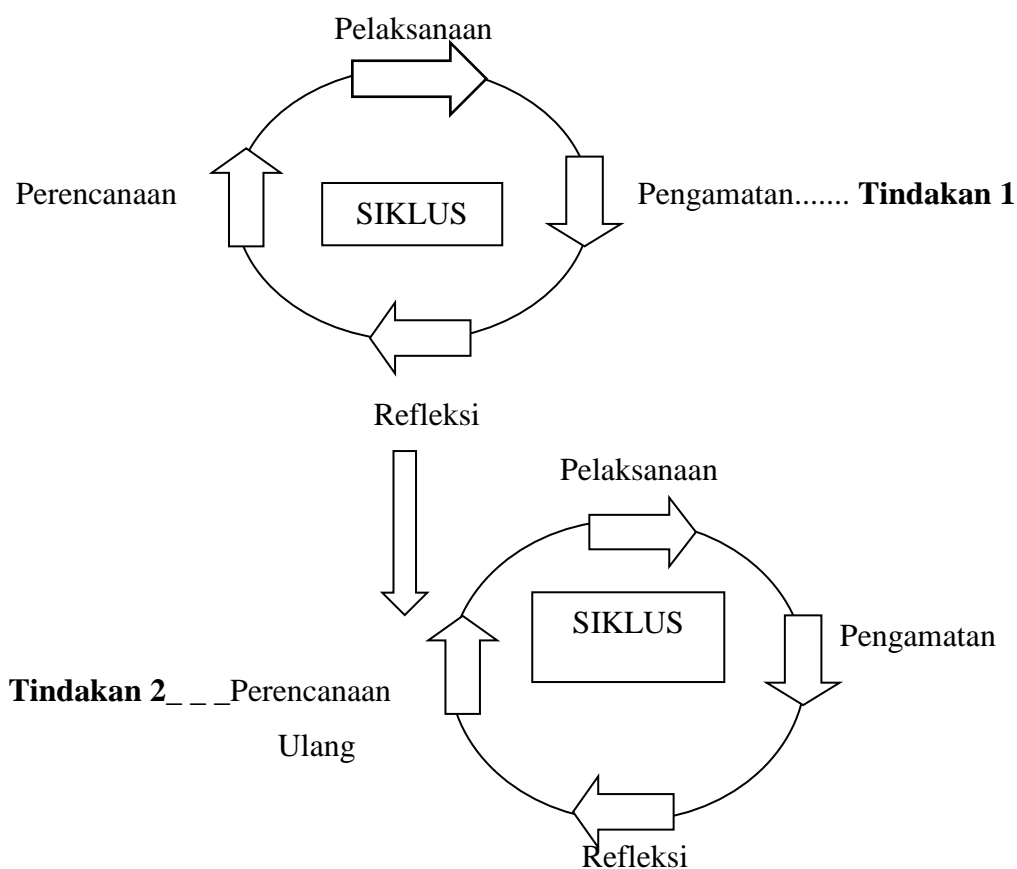 Pelaksanaan
Perencanaan
SIKLUS
Pengamatan....... Tindakan 1
Refleksi
Pelaksanaan
SIKLUS
Pengamatan
Tindakan 2_ _ _Perencanaan
Ulang
Refleksi